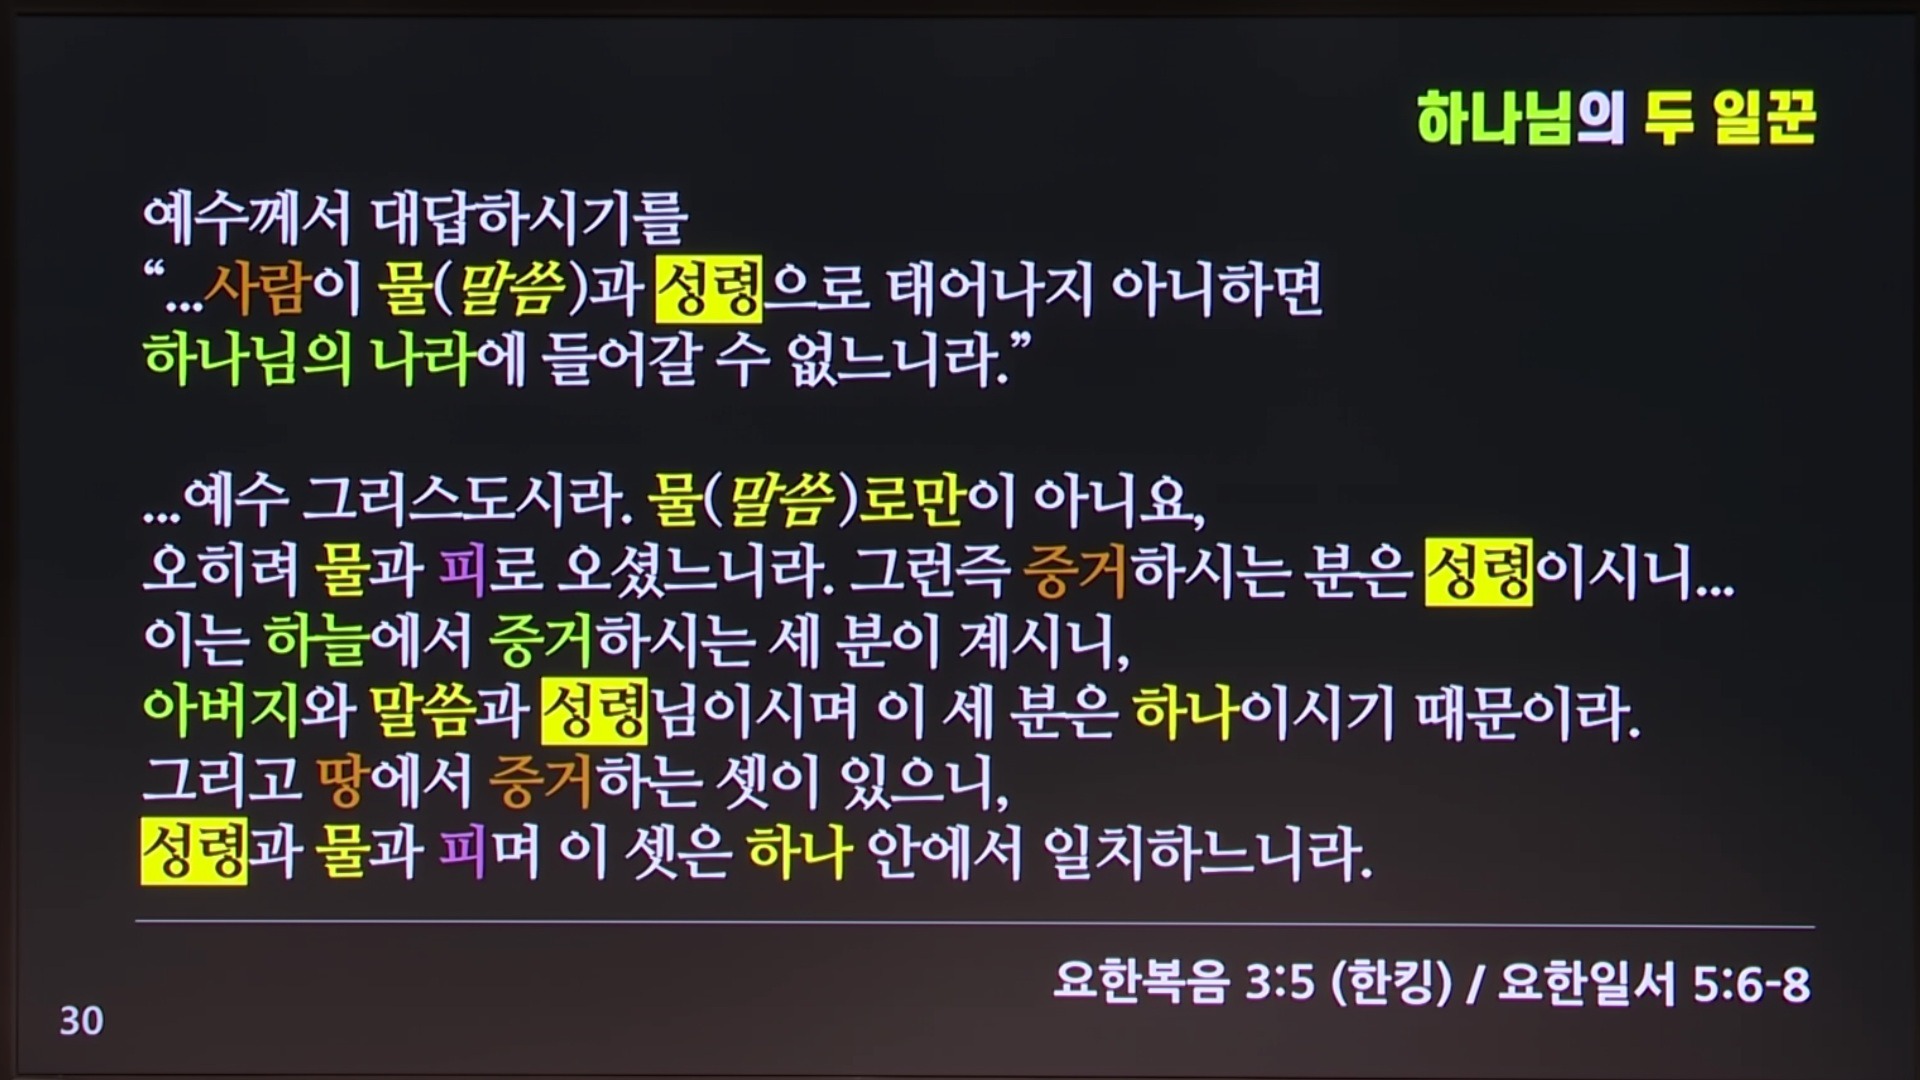 하나님의 두 일꾼
예수께서 대답하시기를
“...사람이 물(말씀)과 성령으로 태어나지 아니하면
하나님의 나라에 들어갈 수 없느니라.”
...예수 그리스도시라. 물(말씀)로만이 아니요,
오히려 물과 피로 오셨느니라. 그런즉 증거하시는 분은 성령이시니...
이는 하늘에서 증거하시는 세 분이 계시니,
아버지와 말씀과 성령님이시며 이 세 분은 하나이시기 때문이라.
그리고 땅에서 증거하는 셋이 있으니,
성령과 물과 피며 이 셋은 하나 안에서 일치하느니라.
요한복음 3:5 (한킹) / 요한일서 5:6-8
30